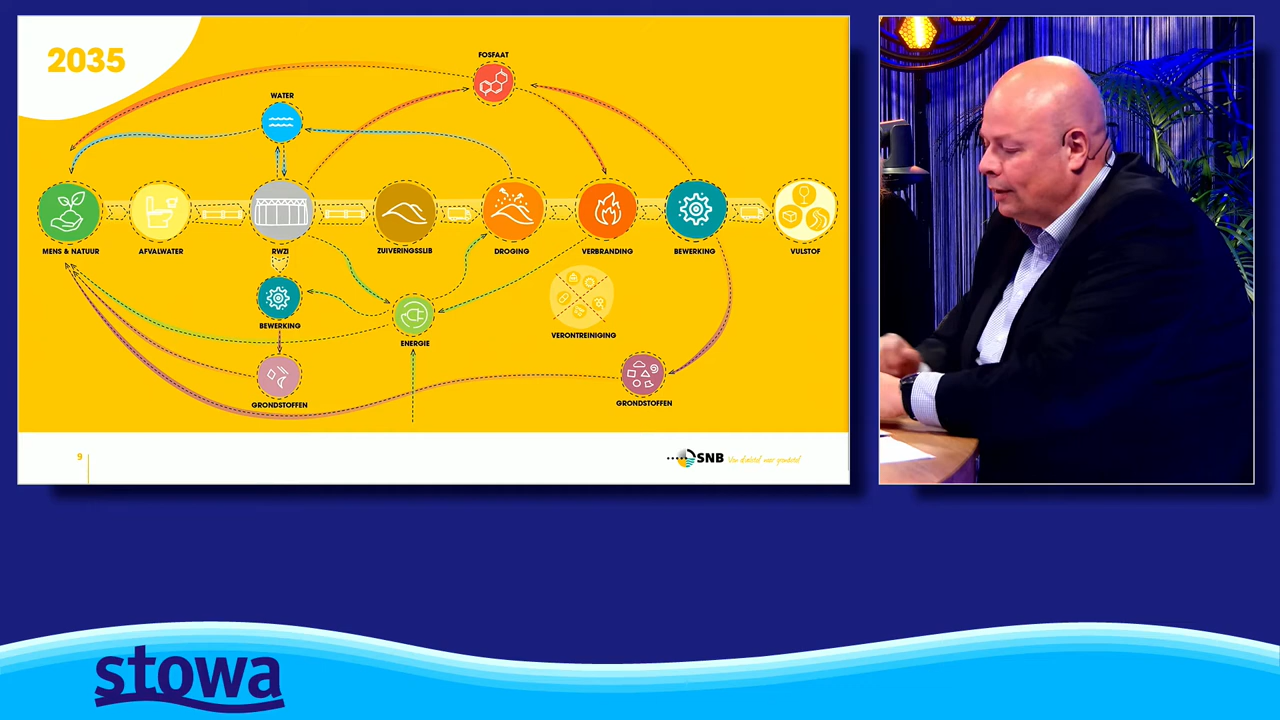 2035
FOSFAAT
WATER
MENS & NATUUR
AFVALWATER
RWZI
ZUIVERINGSSLIB
DROGING
VERBRANDING
BEWERKING
VULSTOF
BEWERKING
ENERGIE
VERONTREINIGING
GRONDSTOFFEN
GRONDSTOFFEN
9
SNB
stowa